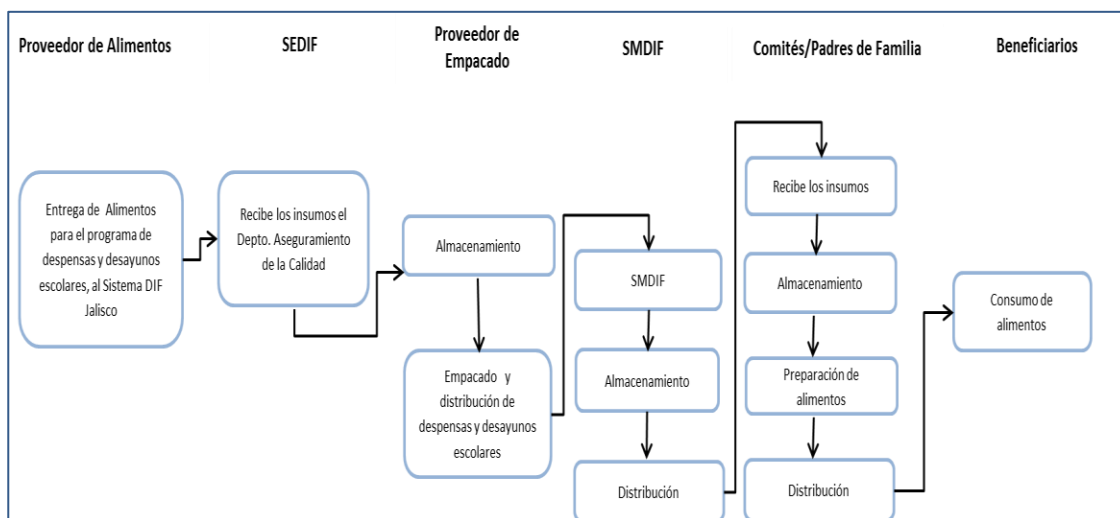 Proveedor de Alimentos
SEDIF
Proveedor de
Empacado
SMDIF
Comités/Padres de Familia
Beneficiarios
Entrega de Alimentos
para el programa de
despensas y desayunos
escolares, al Sistema DIF
Jalisco
Recibe los insumos el
Depto. Aseguramiento
de la Calidad
Almacenamiento
Empacado y
distribución de
despensas y desayunos
escolares
SMDIF
Almacenamiento
Distribución
Recibe los insumos
Almacenamiento
Preparación de
alimentos
Distribución
Consumo de
alimentos